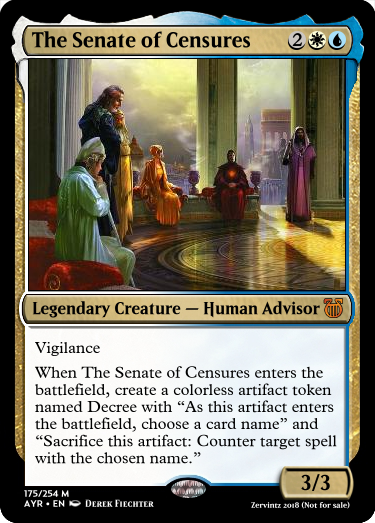 The Senate of Censures 2
Legendary Creature — Human Advisor
Vigilance
When The Senate of Censures enters the
battlefield, create a colorless artifact token
named Decree with “As this artifact enters
the battlefield, choose a card name” and
“Sacrifice this artifact: Counter target spell
with the chosen name.”
3/3
175/254 M
AYR • EN DEREK FIECHTER
Zervintz 2018 (Not for sale)